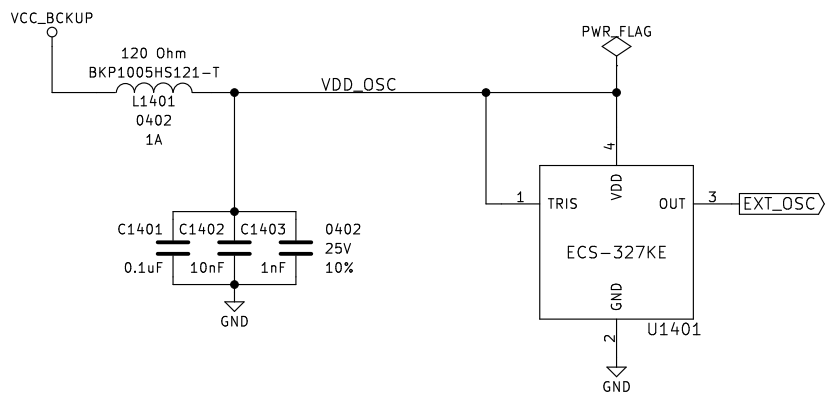 VCC_BCKUP
PWR_FLAG
120 Ohm
BKP1005HS121-T
L1401
0402
1A
VDD_OSC
4
VDD
1
TRIS
OUT
3
EXT_OSC
C1401
C1402
C1403
0402
25V
0.1uF
10nF
1nF
10%
ECS-327KE
GND
GND
U1401
2
GND